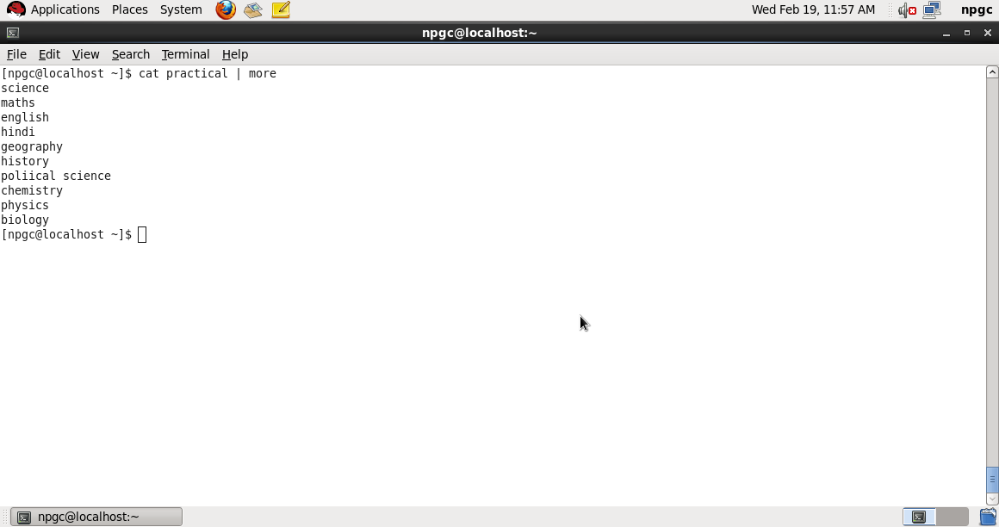 Applications Places System Wed Feb 19, 11:57 AM npgc
npgc@localhost:~
File Edit View Search Terminal Help
[npgc@localhost ~]$ cat practical | more
science
maths
english
hindi
geography
history
poliical science
chemistry
physics
biology
[npgc@localhost ~]$
npgc@localhost:~